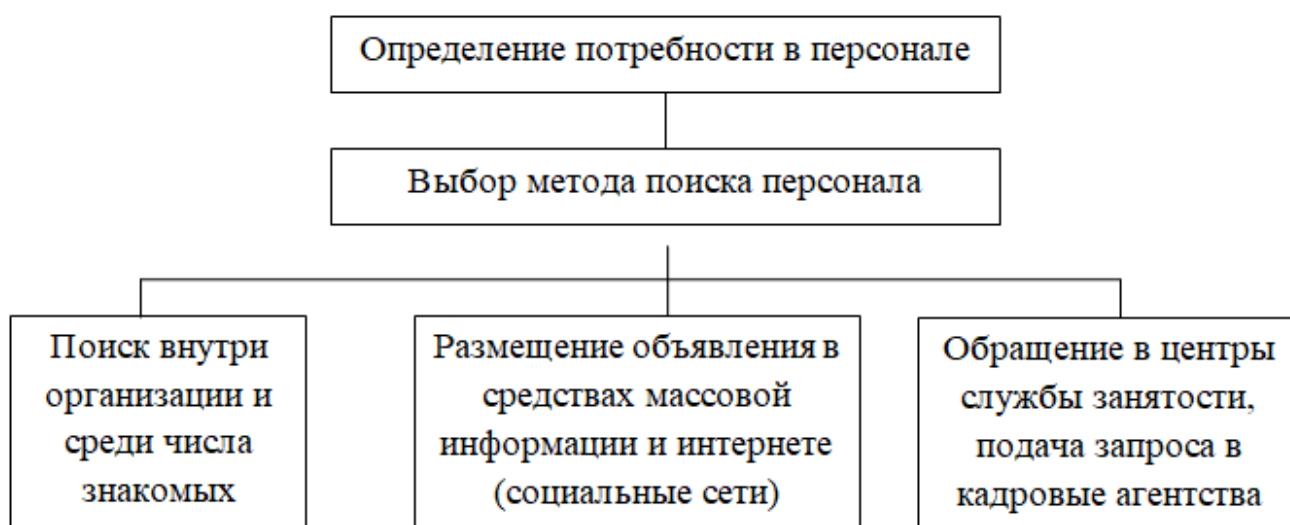 Определение потребности в персонале
Выбор метода поиска персонала
Поиск внутри
организации и
среди числа
знакомых
Размещение объявления в
средствах массовой
информации и интернете
(социальные сети)
Обращение в центры
службы занятости,
подача запроса в
кадровые агентства